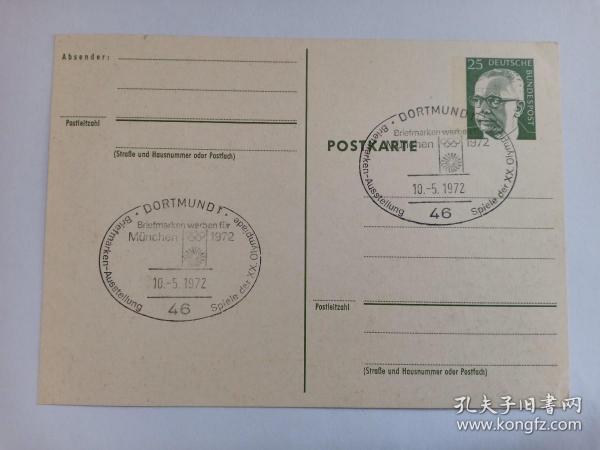 Absender:
Postleitzahl
(Straße und Hausnummer oder Postfach)
DORTMUND 1
Briefmarken werben für
München 1972
10.-5. 1972
46
Briefmarken-Ausstellung
Spiele der XX. Olympiade
25 DEUTSCHE
BUNDESPOST
POSTKARTE
DORTMUND
Briefmarken werben
München 1972
10.-5. 1972
46
Briefmarken-Ausstellung
Spiele der XX. Olympiade
Postleitzahl
(Straße und Hausnummer oder Postfach)
孔夫子旧书网
www.kongfz.com